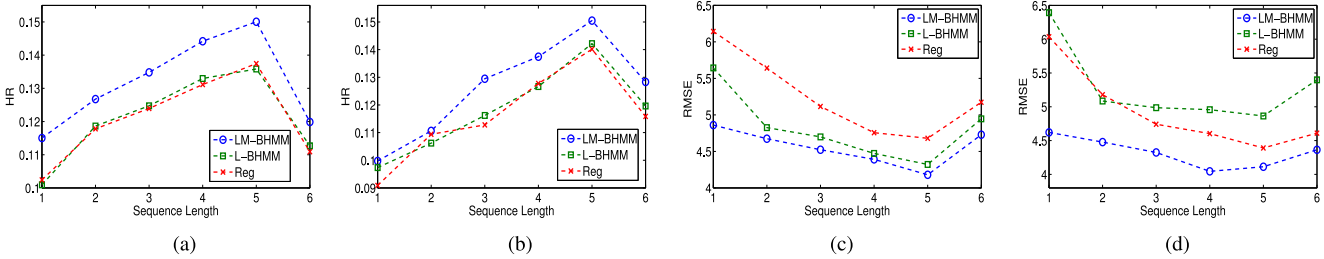 0.15
0.14
0.13
0.12
0.11
0.1
HR
1 2 3 4 5 6
Sequence Length
LM-BHMM
L-BHMM
Reg
(a)
0.15
0.14
0.13
0.12
0.11
0.1
0.09
HR
1 2 3 4 5 6
Sequence Length
LM-BHMM
L-BHMM
Reg
(b)
6.5
6
5.5
5
4.5
4
RMSE
1 2 3 4 5 6
Sequence Length
LM-BHMM
L-BHMM
Reg
(c)
6.5
6
5.5
5
4.5
4
RMSE
1 2 3 4 5 6
Sequence Length
LM-BHMM
L-BHMM
Reg
(d)